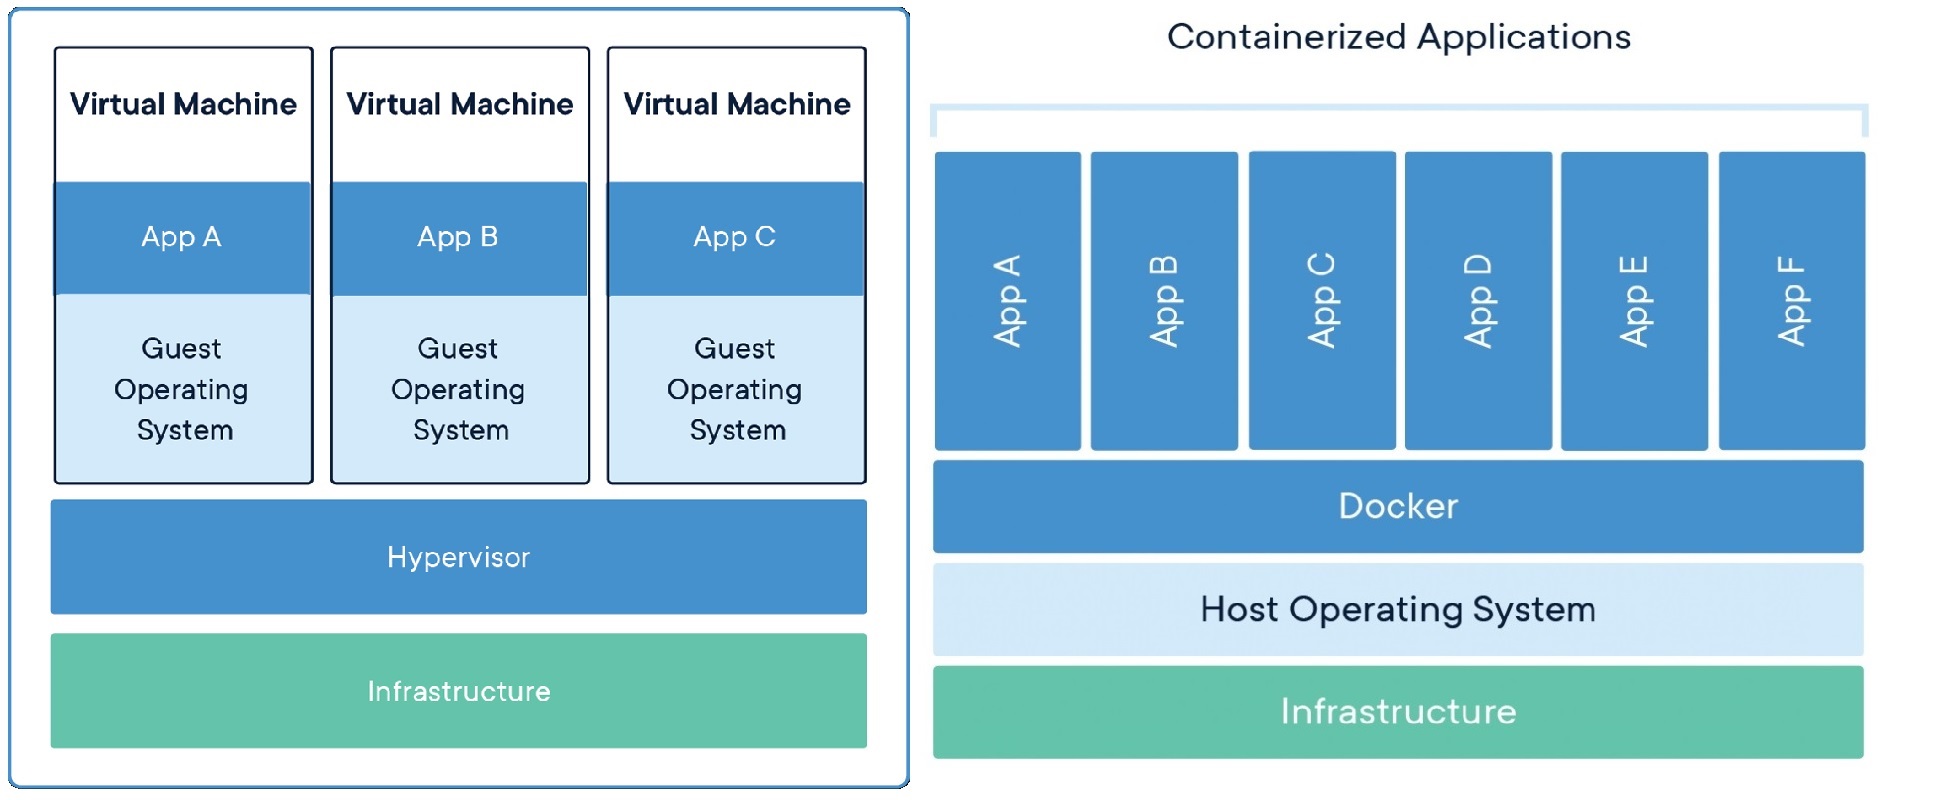 Virtual Machine
App A
Guest
Operating
System
Virtual Machine
App B
Guest
Operating
System
Virtual Machine
App C
Guest
Operating
System
Hypervisor
Infrastructure
Containerized Applications
App A
App B
App C
App D
App E
App F
Docker
Host Operating System
Infrastructure